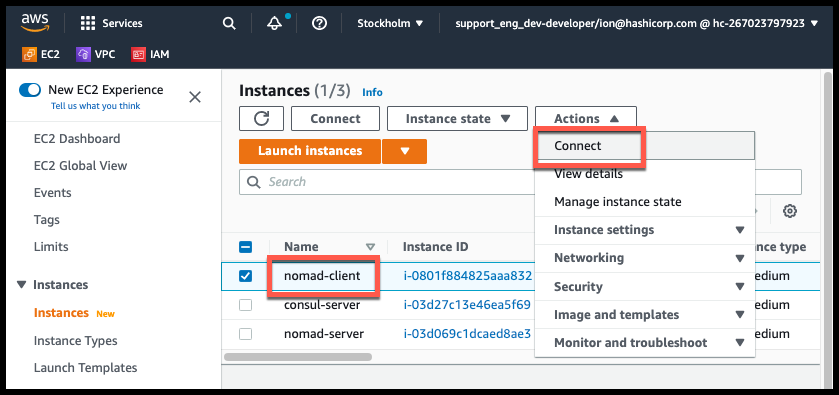 aws
Services
Stockholm ▼
support_eng_dev-developer/ion@hashicorp.com @ hc-267023797923 ▼
EC2 VPC IAM
New EC2 Experience
Tell us what you think
EC2 Dashboard
EC2 Global View
Events
Tags
Limits
▼ Instances
Instances New
Instance Types
Launch Templates
Instances (1/3) Info
Connect
Instance state ▼
Actions ▲
Launch instances ▼
Search
Connect
View details
Manage instance state
Instance settings ▼
Networking ▼
Security ▼
Image and templates ▼
Monitor and troubleshoot ▼
Name Instance ID type
nomad-client i-0801f884825aaa832 edium
consul-server i-03d27c13e46ea5f69 edium
nomad-server i-03d069c1dcaed8ae3 edium